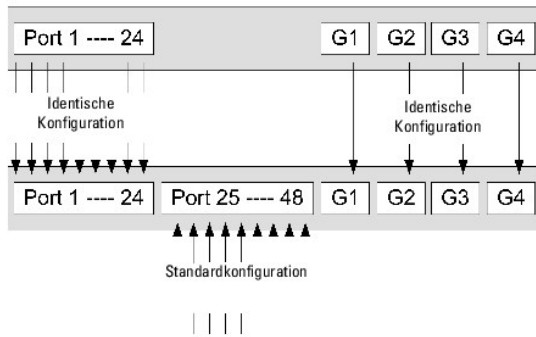 Port 1 ---- 24 G1 G2 G3 G4
Identische
Konfiguration
Identische
Konfiguration
Port 1 ---- 24 Port 25 ---- 48 G1 G2 G3 G4
Standardkonfiguration